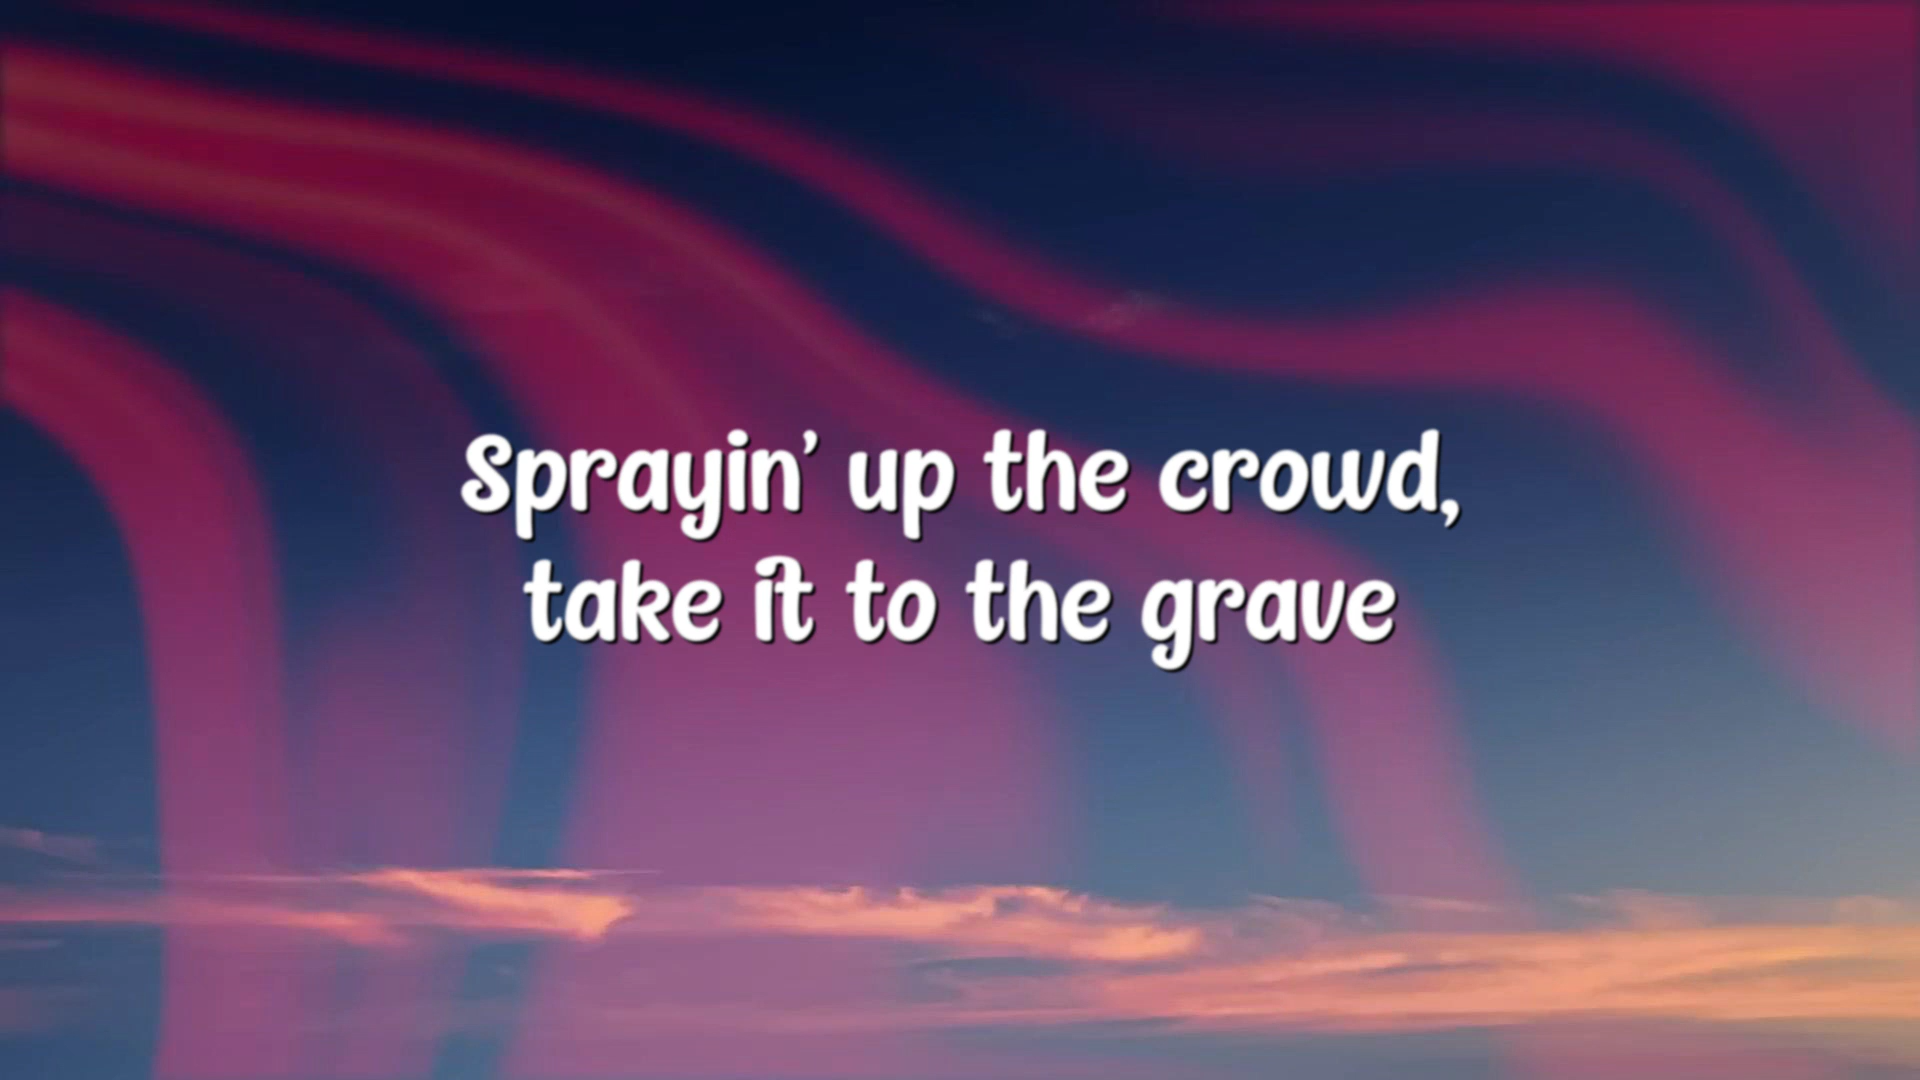 Sprayin’ up the crowd,
take it to the grave